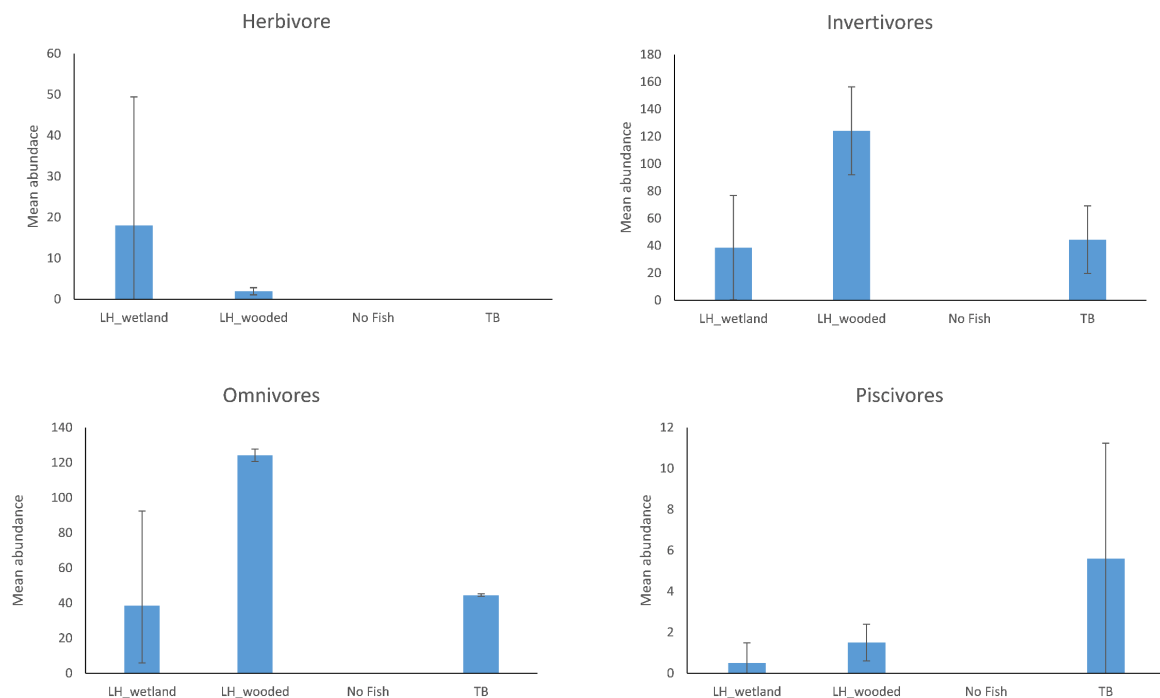 Herbivore
60
50
40
30
20
10
0
Mean abundace
LH_wetland LH_wooded No Fish TB
Invertivores
180
160
140
120
100
80
60
40
20
0
Mean abundance
LH_wetland LH_wooded No Fish TB
Omnivores
140
120
100
80
60
40
20
0
Mean abundance
LH_wetland LH_wooded No Fish TB
Piscivores
12
10
8
6
4
2
0
Mean abundance
LH_wetland LH_wooded No Fish TB